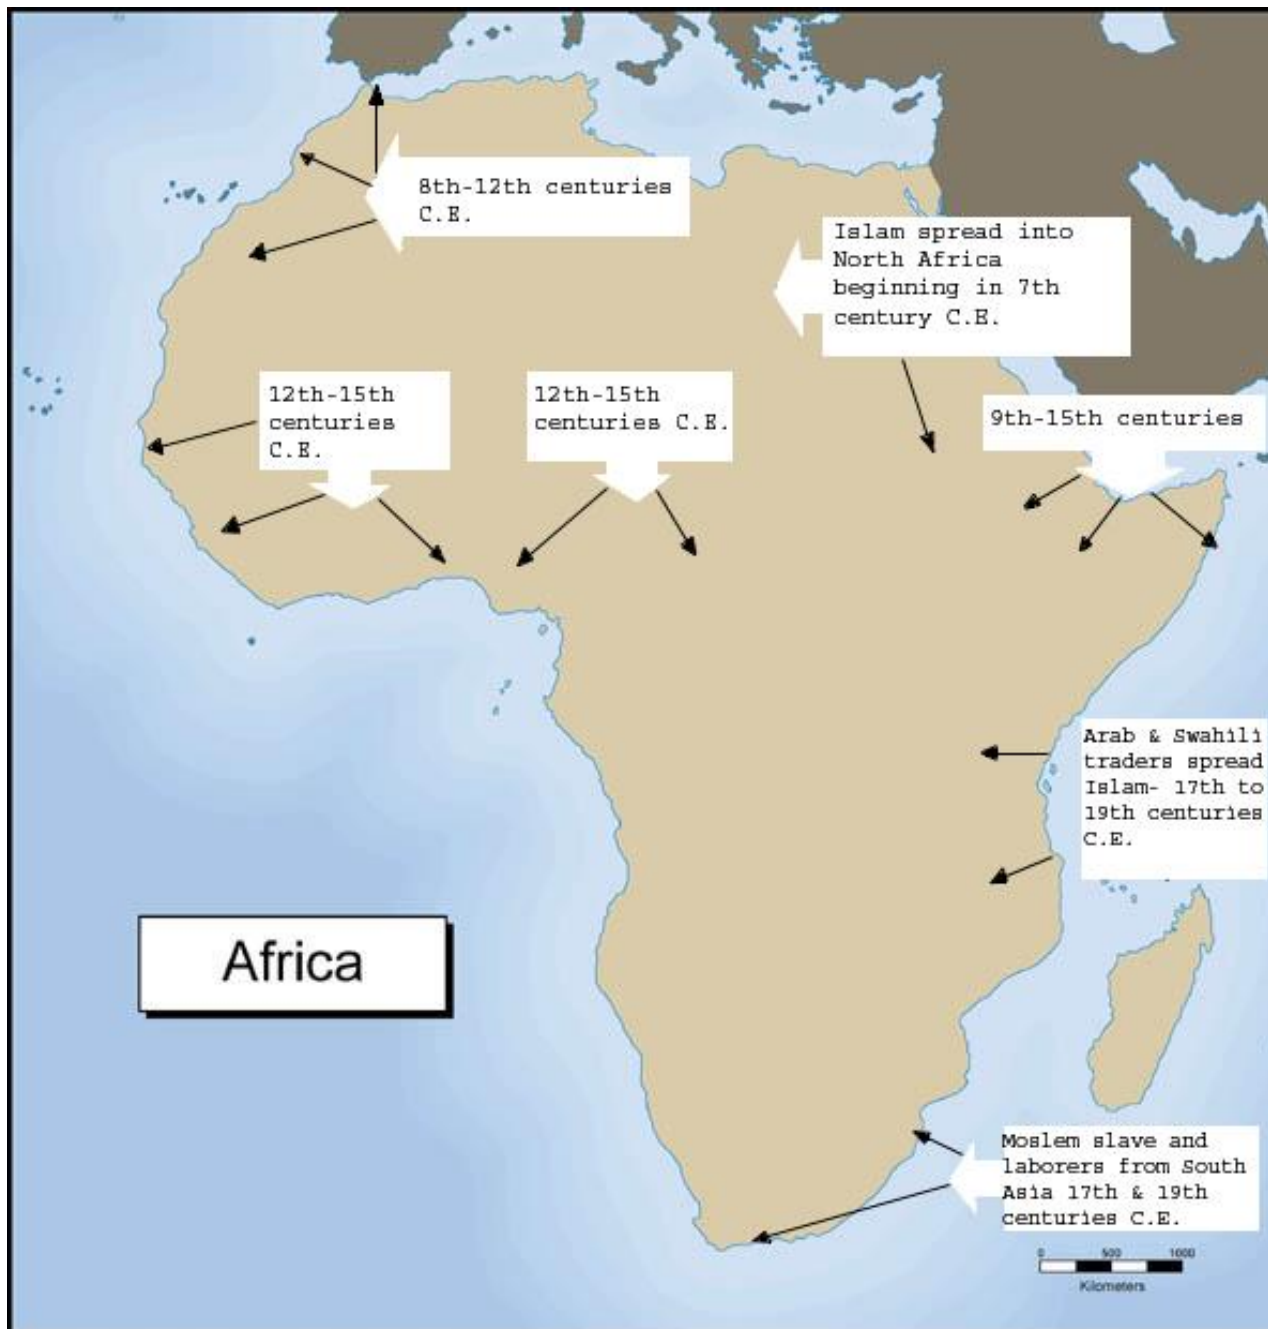 8th-12th centuries
C.E.
Islam spread into
North Africa
beginning in 7th
century C.E.
12th-15th
centuries
C.E.
12th-15th
centuries C.E.
9th-15th centuries
Arab & Swahili
traders spread
Islam- 17th to
19th centuries
C.E.
Africa
Moslem slave and
laborers from South
Asia 17th & 19th
centuries C.E.
0 500 1000
Kilometers